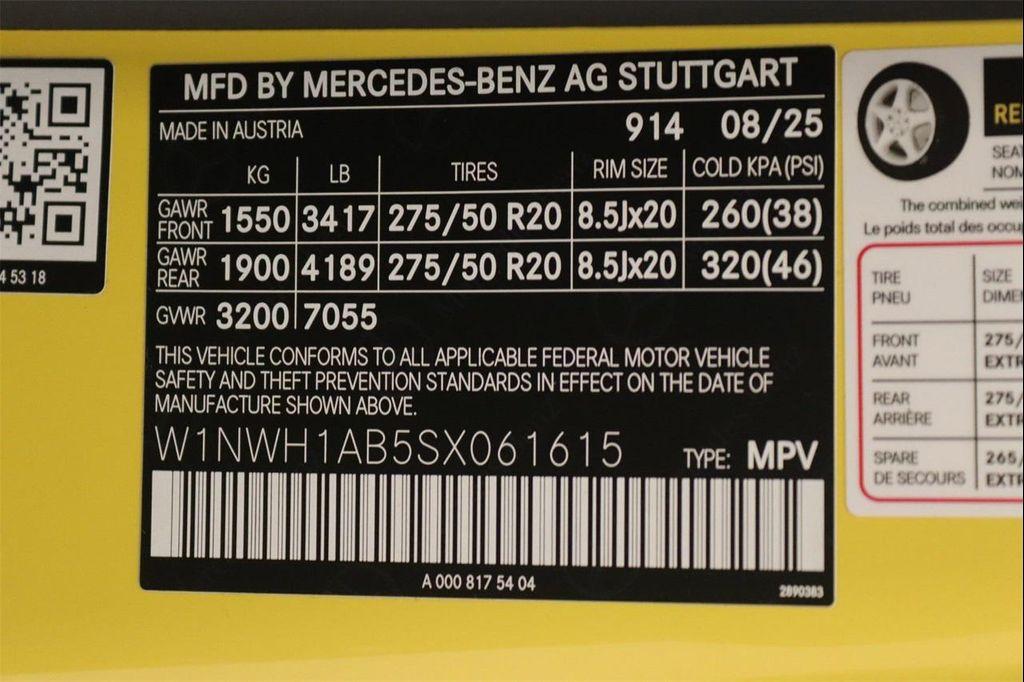 MFD BY MERCEDES-BENZ AG STUTTGART
MADE IN AUSTRIA 914 08/25
KG LB TIRES RIM SIZE COLD KPA(PSI)
GAWR FRONT 1550 3417 275/50 R20 8.5Jx20 260(38)
GAWR REAR 1900 4189 275/50 R20 8.5Jx20 320(46)
GVWR 3200 7055
THIS VEHICLE CONFORMS TO ALL APPLICABLE FEDERAL MOTOR VEHICLE
SAFETY AND THEFT PREVENTION STANDARDS IN EFFECT ON THE DATE OF
MANUFACTURE SHOWN ABOVE.
W1NWH1AB5SX061615 TYPE: MPV
A 000 817 54 04 2890383
4 53 18
The combined
Le poids total des
TIRE SIZE
PNEU
FRONT 275/
AVANT
REAR 275/
ARRIÈRE
SPARE 265/
DE SECOURS